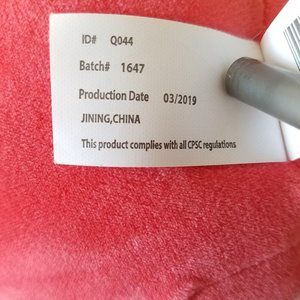 ID# Q044
Batch# 1647
Production Date 03/2019
JINING,CHINA
This product complies with all CPSC regulations